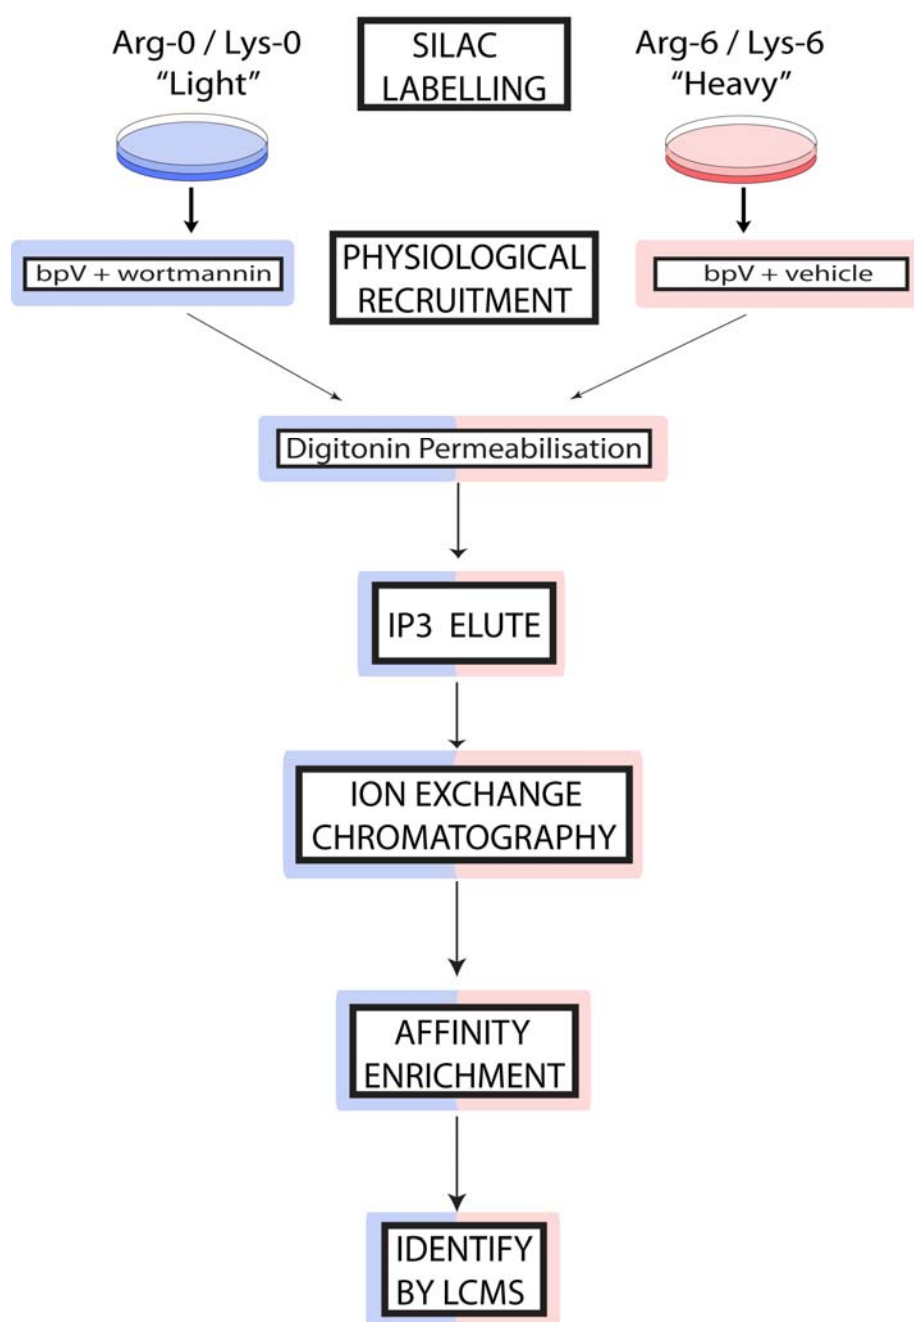 Arg-0 / Lys-0
“Light”
SILAC
LABELLING
Arg-6 / Lys-6
“Heavy”
bpV + wortmannin
PHYSIOLOGICAL
RECRUITMENT
bpV + vehicle
Digitonin Permeabilisation
IP3 ELUTE
ION EXCHANGE
CHROMATOGRAPHY
AFFINITY
ENRICHMENT
IDENTIFY
BY LCMS